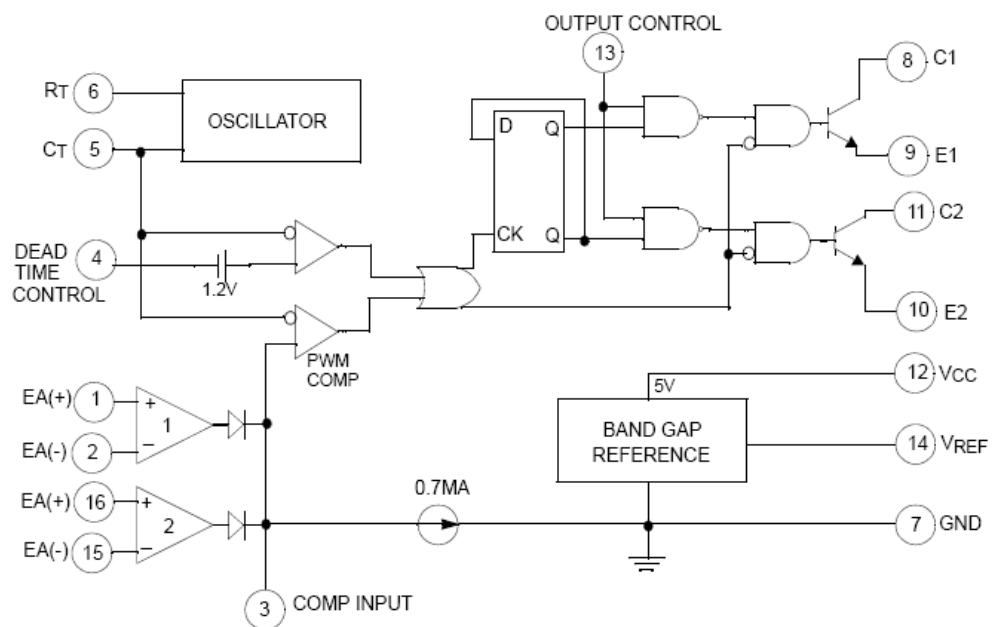 OUTPUT CONTROL
13
8 C1
RT 6
OSCILLATOR
CT 5
D Q
9 E1
11 C2
CK Q
DEAD TIME CONTROL
4
1.2V
10 E2
PWM COMP
12 VCC
5V
EA(+) 1
+
1
−
EA(-) 2
BAND GAP REFERENCE
14 VREF
EA(+) 16
+
2
−
EA(-) 15
0.7MA
7 GND
3 COMP INPUT